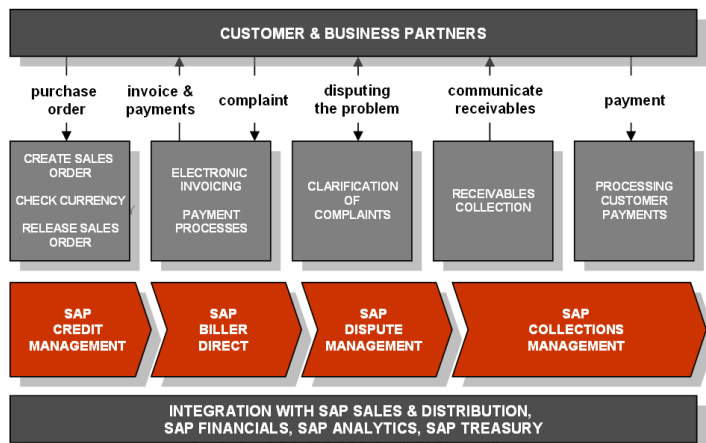 CUSTOMER & BUSINESS PARTNERS
purchase
order
invoice &
payments
complaint
disputing
the problem
communicate
receivables
payment
CREATE SALES
ORDER
CHECK CURRENCY
RELEASE SALES
ORDER
ELECTRONIC
INVOICING
PAYMENT
PROCESSES
CLARIFICATION
OF
COMPLAINTS
RECEIVABLES
COLLECTION
PROCESSING
CUSTOMER
PAYMENTS
SAP
CREDIT
MANAGEMENT
SAP
BILLER
DIRECT
SAP
DISPUTE
MANAGEMENT
SAP
COLLECTIONS
MANAGEMENT
INTEGRATION WITH SAP SALES & DISTRIBUTION,
SAP FINANCIALS, SAP ANALYTICS, SAP TREASURY